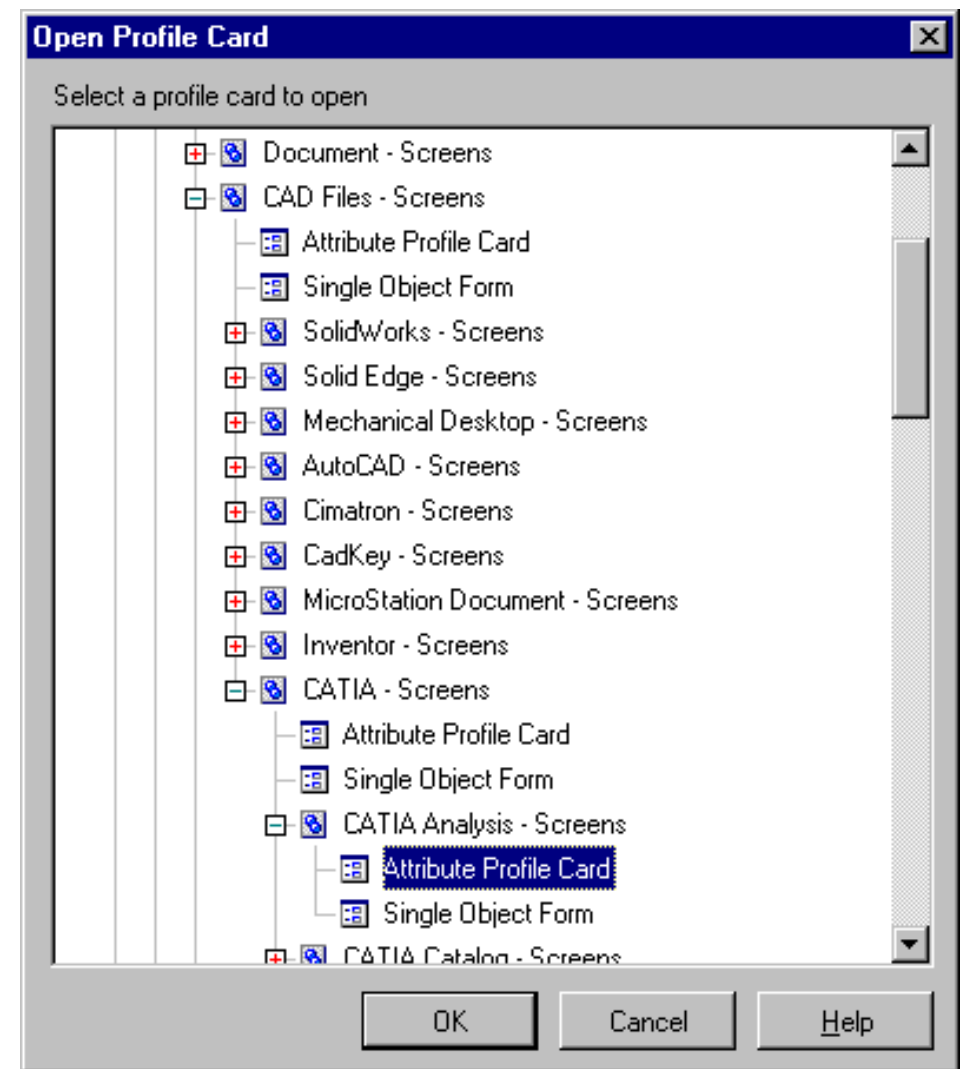 Open Profile Card
Select a profile card to open
Document - Screens
CAD Files - Screens
Attribute Profile Card
Single Object Form
SolidWorks - Screens
Solid Edge - Screens
Mechanical Desktop - Screens
AutoCAD - Screens
Cimatron - Screens
CadKey - Screens
MicroStation Document - Screens
Inventor - Screens
CATIA - Screens
Attribute Profile Card
Single Object Form
CATIA Analysis - Screens
Attribute Profile Card
Single Object Form
CATIA Catalog - Screens
OK Cancel Help